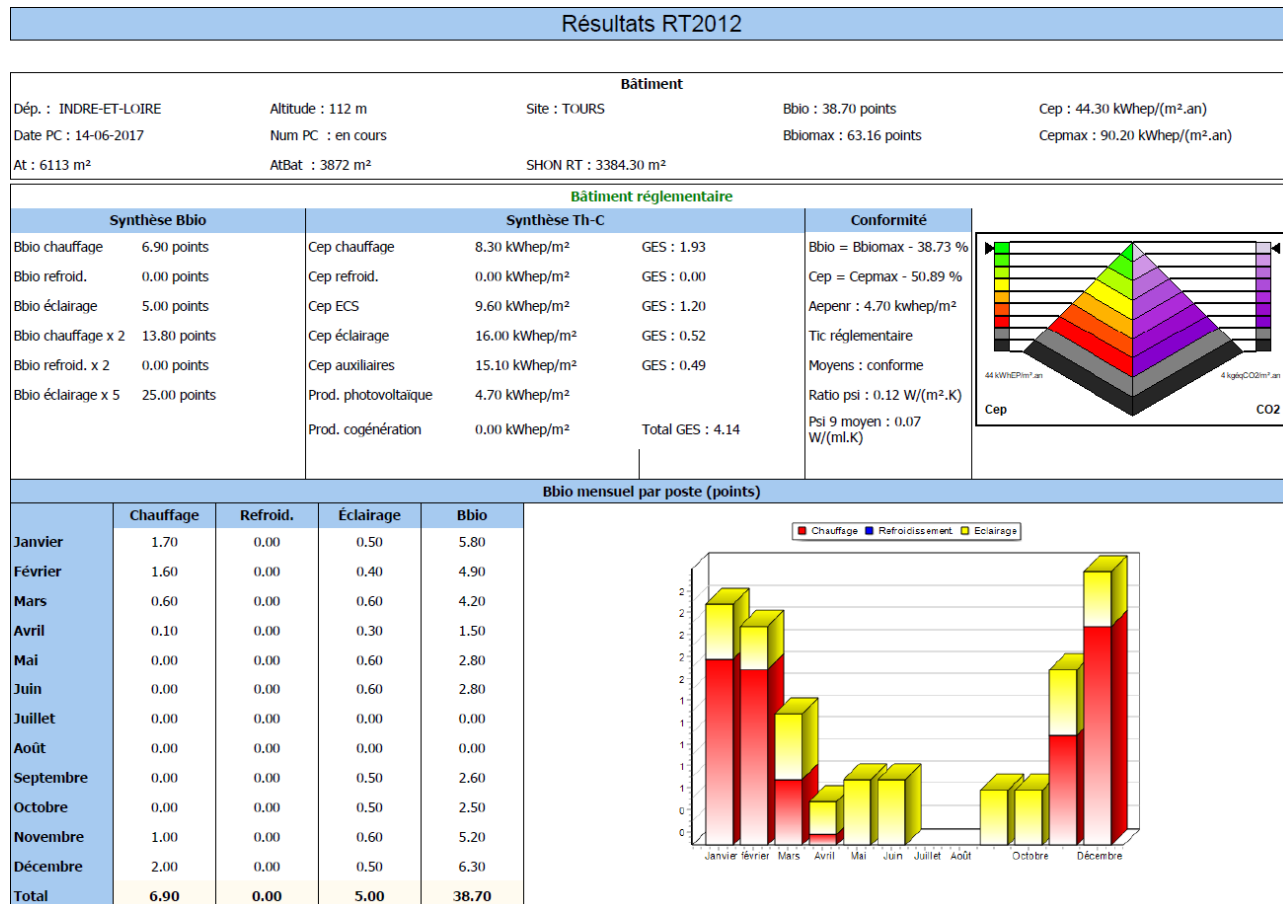 Résultats RT2012
Bâtiment
Dép. : INDRE-ET-LOIRE Altitude : 112 m Site : TOURS Bbio : 38.70 points Cep : 44.30 kWhep/(m².an)
Date PC : 14-06-2017 Num PC : en cours Bbiomax : 63.16 points Cepmax : 90.20 kWhep/(m².an)
At : 6113 m² AtBat : 3872 m² SHON RT : 3384.30 m²
Bâtiment réglementaire
Synthèse Bbio Synthèse Th-C Conformité
Bbio chauffage 6.90 points Cep chauffage 8.30 kWhep/m² GES : 1.93 Bbio = Bbiomax - 38.73 %
Bbio refroid. 0.00 points Cep refroid. 0.00 kWhep/m² GES : 0.00 Cep = Cepmax - 50.89 %
Bbio éclairage 5.00 points Cep ECS 9.60 kWhep/m² GES : 1.20 Aepenr : 4.70 kwhep/m²
Bbio chauffage x 2 13.80 points Cep éclairage 16.00 kWhep/m² GES : 0.52 Tic réglementaire
Bbio refroid. x 2 0.00 points Cep auxiliaires 15.10 kWhep/m² GES : 0.49 Moyens : conforme
Bbio éclairage x 5 25.00 points Prod. photovoltaïque 4.70 kWhep/m² Ratio psi : 0.12 W/(m².K)
Prod. cogénération 0.00 kWhep/m² Total GES : 4.14 Psi 9 moyen : 0.07
W/(ml.K)
44 kWhEP/m².an 4 kgéqCO2/m².an
Cep CO2
Bbio mensuel par poste (points)
Chauffage Refroid. Éclairage Bbio
Janvier 1.70 0.00 0.50 5.80
Février 1.60 0.00 0.40 4.90
Mars 0.60 0.00 0.60 4.20
Avril 0.10 0.00 0.30 1.50
Mai 0.00 0.00 0.60 2.80
Juin 0.00 0.00 0.60 2.80
Juillet 0.00 0.00 0.00 0.00
Août 0.00 0.00 0.00 0.00
Septembre 0.00 0.00 0.50 2.60
Octobre 0.00 0.00 0.50 2.50
Novembre 1.00 0.00 0.60 5.20
Décembre 2.00 0.00 0.50 6.30
Total 6.90 0.00 5.00 38.70
Chauffage Refroidissement Eclairage
2
2
2
2
2
1
1
1
1
1
0
0
Janvier février Mars Avril Mai Juin Juillet Août Octobre Décembre